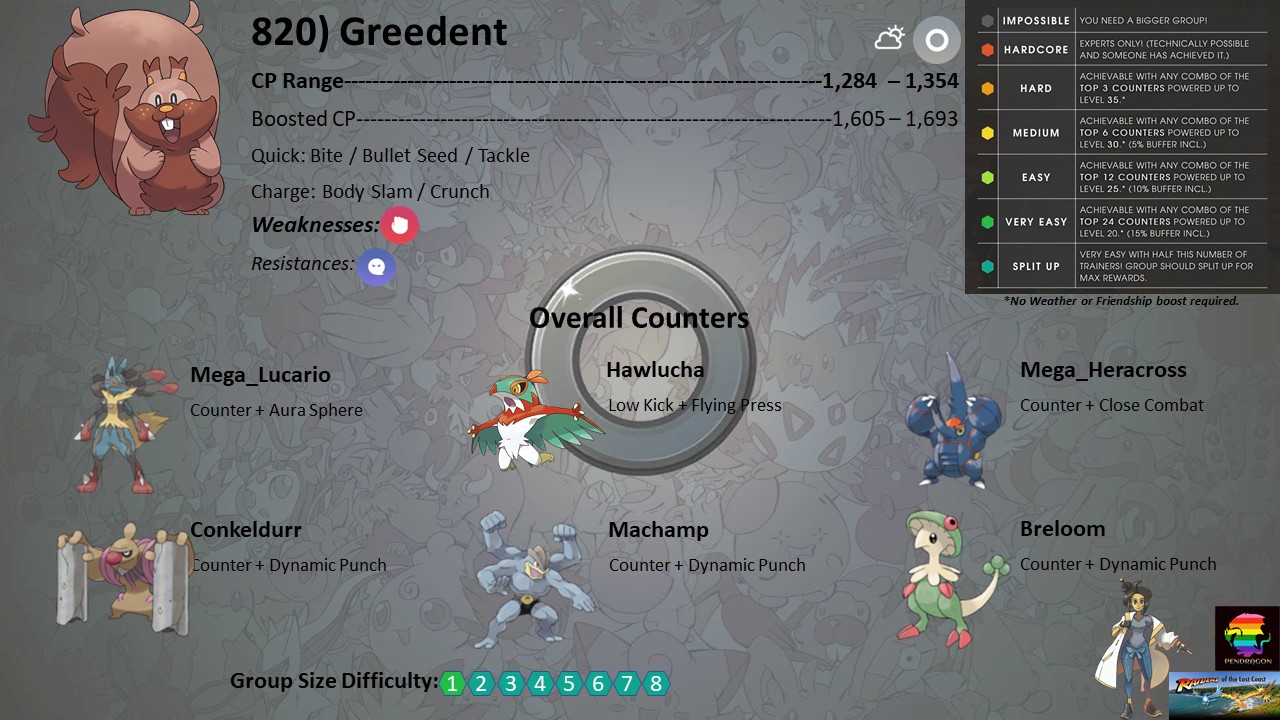 820) Greedent
CP Range--------------------------------------------------------------------1,284 – 1,354
Boosted CP--------------------------------------------------------------------1,605 – 1,693
Quick: Bite / Bullet Seed / Tackle
Charge: Body Slam / Crunch
Weaknesses:
Resistances:
IMPOSSIBLE YOU NEED A BIGGER GROUP!
HARDCORE EXPERTS ONLY! (TECHNICALLY POSSIBLE
AND SOMEONE HAS ACHIEVED IT.)
HARD ACHIEVABLE WITH ANY COMBO OF THE
TOP 3 COUNTERS POWERED UP TO
LEVEL 35.*
MEDIUM ACHIEVABLE WITH ANY COMBO OF THE
TOP 6 COUNTERS POWERED UP TO
LEVEL 30.* (5% BUFFER INCL.)
EASY ACHIEVABLE WITH ANY COMBO OF THE
TOP 12 COUNTERS POWERED UP TO
LEVEL 25.* (10% BUFFER INCL.)
VERY EASY ACHIEVABLE WITH ANY COMBO OF THE
TOP 24 COUNTERS POWERED UP TO
LEVEL 20.* (15% BUFFER INCL.)
SPLIT UP VERY EASY WITH HALF THIS NUMBER OF
TRAINERS! GROUP SHOULD SPLIT UP FOR
MAX REWARDS.
*No Weather or Friendship boost required.
Overall Counters
Mega_Lucario
Counter + Aura Sphere
Hawlucha
Low Kick + Flying Press
Mega_Heracross
Counter + Close Combat
Conkeldurr
Counter + Dynamic Punch
Machamp
Counter + Dynamic Punch
Breloom
Counter + Dynamic Punch
Group Size Difficulty: 1 2 3 4 5 6 7 8
PENDROGON
RAIDERS of the Lost Coast